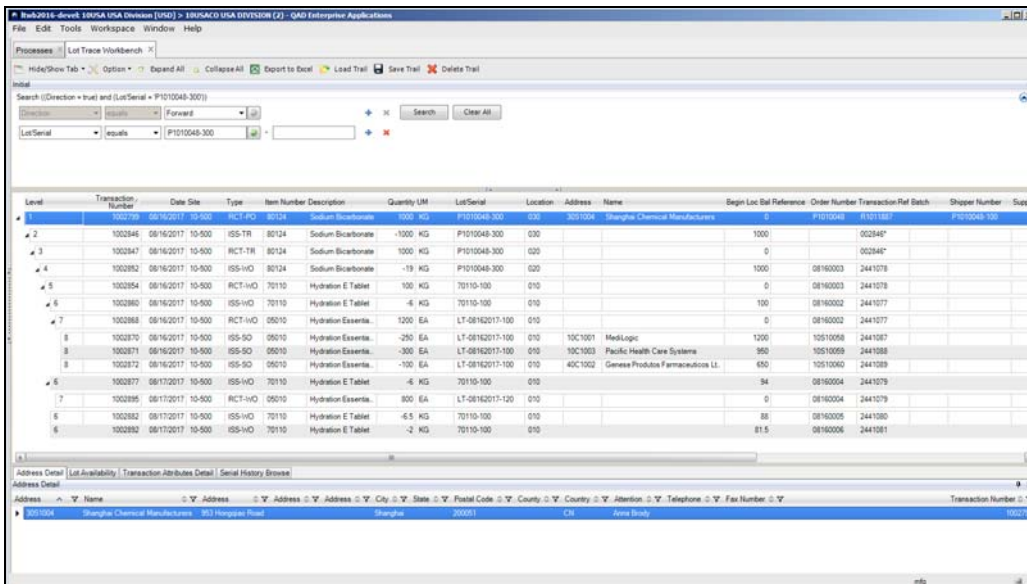 ltwb2016-devel: 10USA USA Division [USD] > 10USACO USA DIVISION (2) - QAD Enterprise Applications
File Edit Tools Workspace Window Help
Processes Lot Trace Workbench
Hide/Show Tab Option Expand All Collapse All Export to Excel Load Trail Save Trail Delete Trail
Initial
Search ((Direction = true) and (Lot/Serial = 'P1010048-300'))
Direction equals Forward Search Clear All
Lot/Serial equals P1010048-300 -
Level Transaction Number Date Site Type Item Number Description Quantity UM Lot/Serial Location Address Name Begin Loc Bal Reference Order Number Transaction Ref Batch Shipper Number
1 1002799 08/16/2017 10-500 RCT-PO 80124 Sodium Bicarbonate 1000 KG P1010048-300 030 30S1004 Shanghai Chemical Manufacturers 0 P1010048 R1011887 P1010048-100
2 1002846 08/16/2017 10-500 ISS-TR 80124 Sodium Bicarbonate -1000 KG P1010048-300 030 1000 002846*
3 1002847 08/16/2017 10-500 RCT-TR 80124 Sodium Bicarbonate 1000 KG P1010048-300 020 0 002846*
4 1002852 08/16/2017 10-500 ISS-WO 80124 Sodium Bicarbonate -19 KG P1010048-300 020 1000 08160003 2441078
5 1002854 08/16/2017 10-500 RCT-WO 70110 Hydration E Tablet 100 KG 70110-100 010 0 08160003 2441078
6 1002860 08/16/2017 10-500 ISS-WO 70110 Hydration E Tablet -6 KG 70110-100 010 100 08160002 2441077
7 1002868 08/16/2017 10-500 RCT-WO 05010 Hydration Essentia.. 1200 EA LT-08162017-100 010 0 08160002 2441077
8 1002870 08/16/2017 10-500 ISS-SO 05010 Hydration Essentia.. -250 EA LT-08162017-100 010 10C1001 MediLogic 1200 10S10058 2441087
8 1002871 08/16/2017 10-500 ISS-SO 05010 Hydration Essentia.. -300 EA LT-08162017-100 010 10C1003 Pacific Health Care Systems 950 10S10059 2441088
8 1002872 08/16/2017 10-500 ISS-SO 05010 Hydration Essentia.. -100 EA LT-08162017-100 010 40C1002 Genese Produtos Farmaceuticos Lt. 650 10S10060 2441089
6 1002877 08/17/2017 10-500 ISS-WO 70110 Hydration E Tablet -6 KG 70110-100 010 94 08160004 2441079
7 1002895 08/17/2017 10-500 RCT-WO 05010 Hydration Essentia.. 800 EA LT-08162017-120 010 0 08160004 2441079
6 1002882 08/17/2017 10-500 ISS-WO 70110 Hydration E Tablet -6.5 KG 70110-100 010 88 08160005 2441080
6 1002892 08/17/2017 10-500 ISS-WO 70110 Hydration E Tablet -2 KG 70110-100 010 81.5 08160006 2441081
Address Detail Lot Availability Transaction Attributes Detail Serial History Browse
Address Detail
Address Name Address Address Address City State Postal Code County Country Attention Telephone Fax Number Transaction Number
30S1004 Shanghai Chemical Manufacturers 953 Hongqiao Road Shanghai 200051 CN Anna Brody
mfg